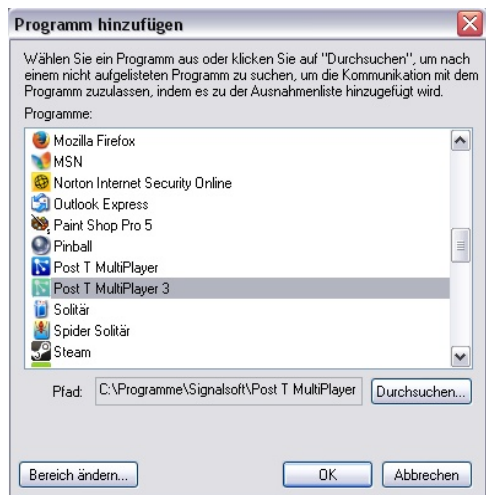 Programm hinzufügen
Wählen Sie ein Programm aus oder klicken Sie auf "Durchsuchen", um nach
einem nicht aufgelisteten Programm zu suchen, um die Kommunikation mit dem
Programm zuzulassen, indem es zu der Ausnahmenliste hinzugefügt wird.
Programme:
Mozilla Firefox
MSN
Norton Internet Security Online
Outlook Express
Paint Shop Pro 5
Pinball
Post T MultiPlayer
Post T MultiPlayer 3
Solitär
Spider Solitär
Steam
Pfad: C:\Programme\Signalsoft\Post T MultiPlayer Durchsuchen...
Bereich ändern... OK Abbrechen